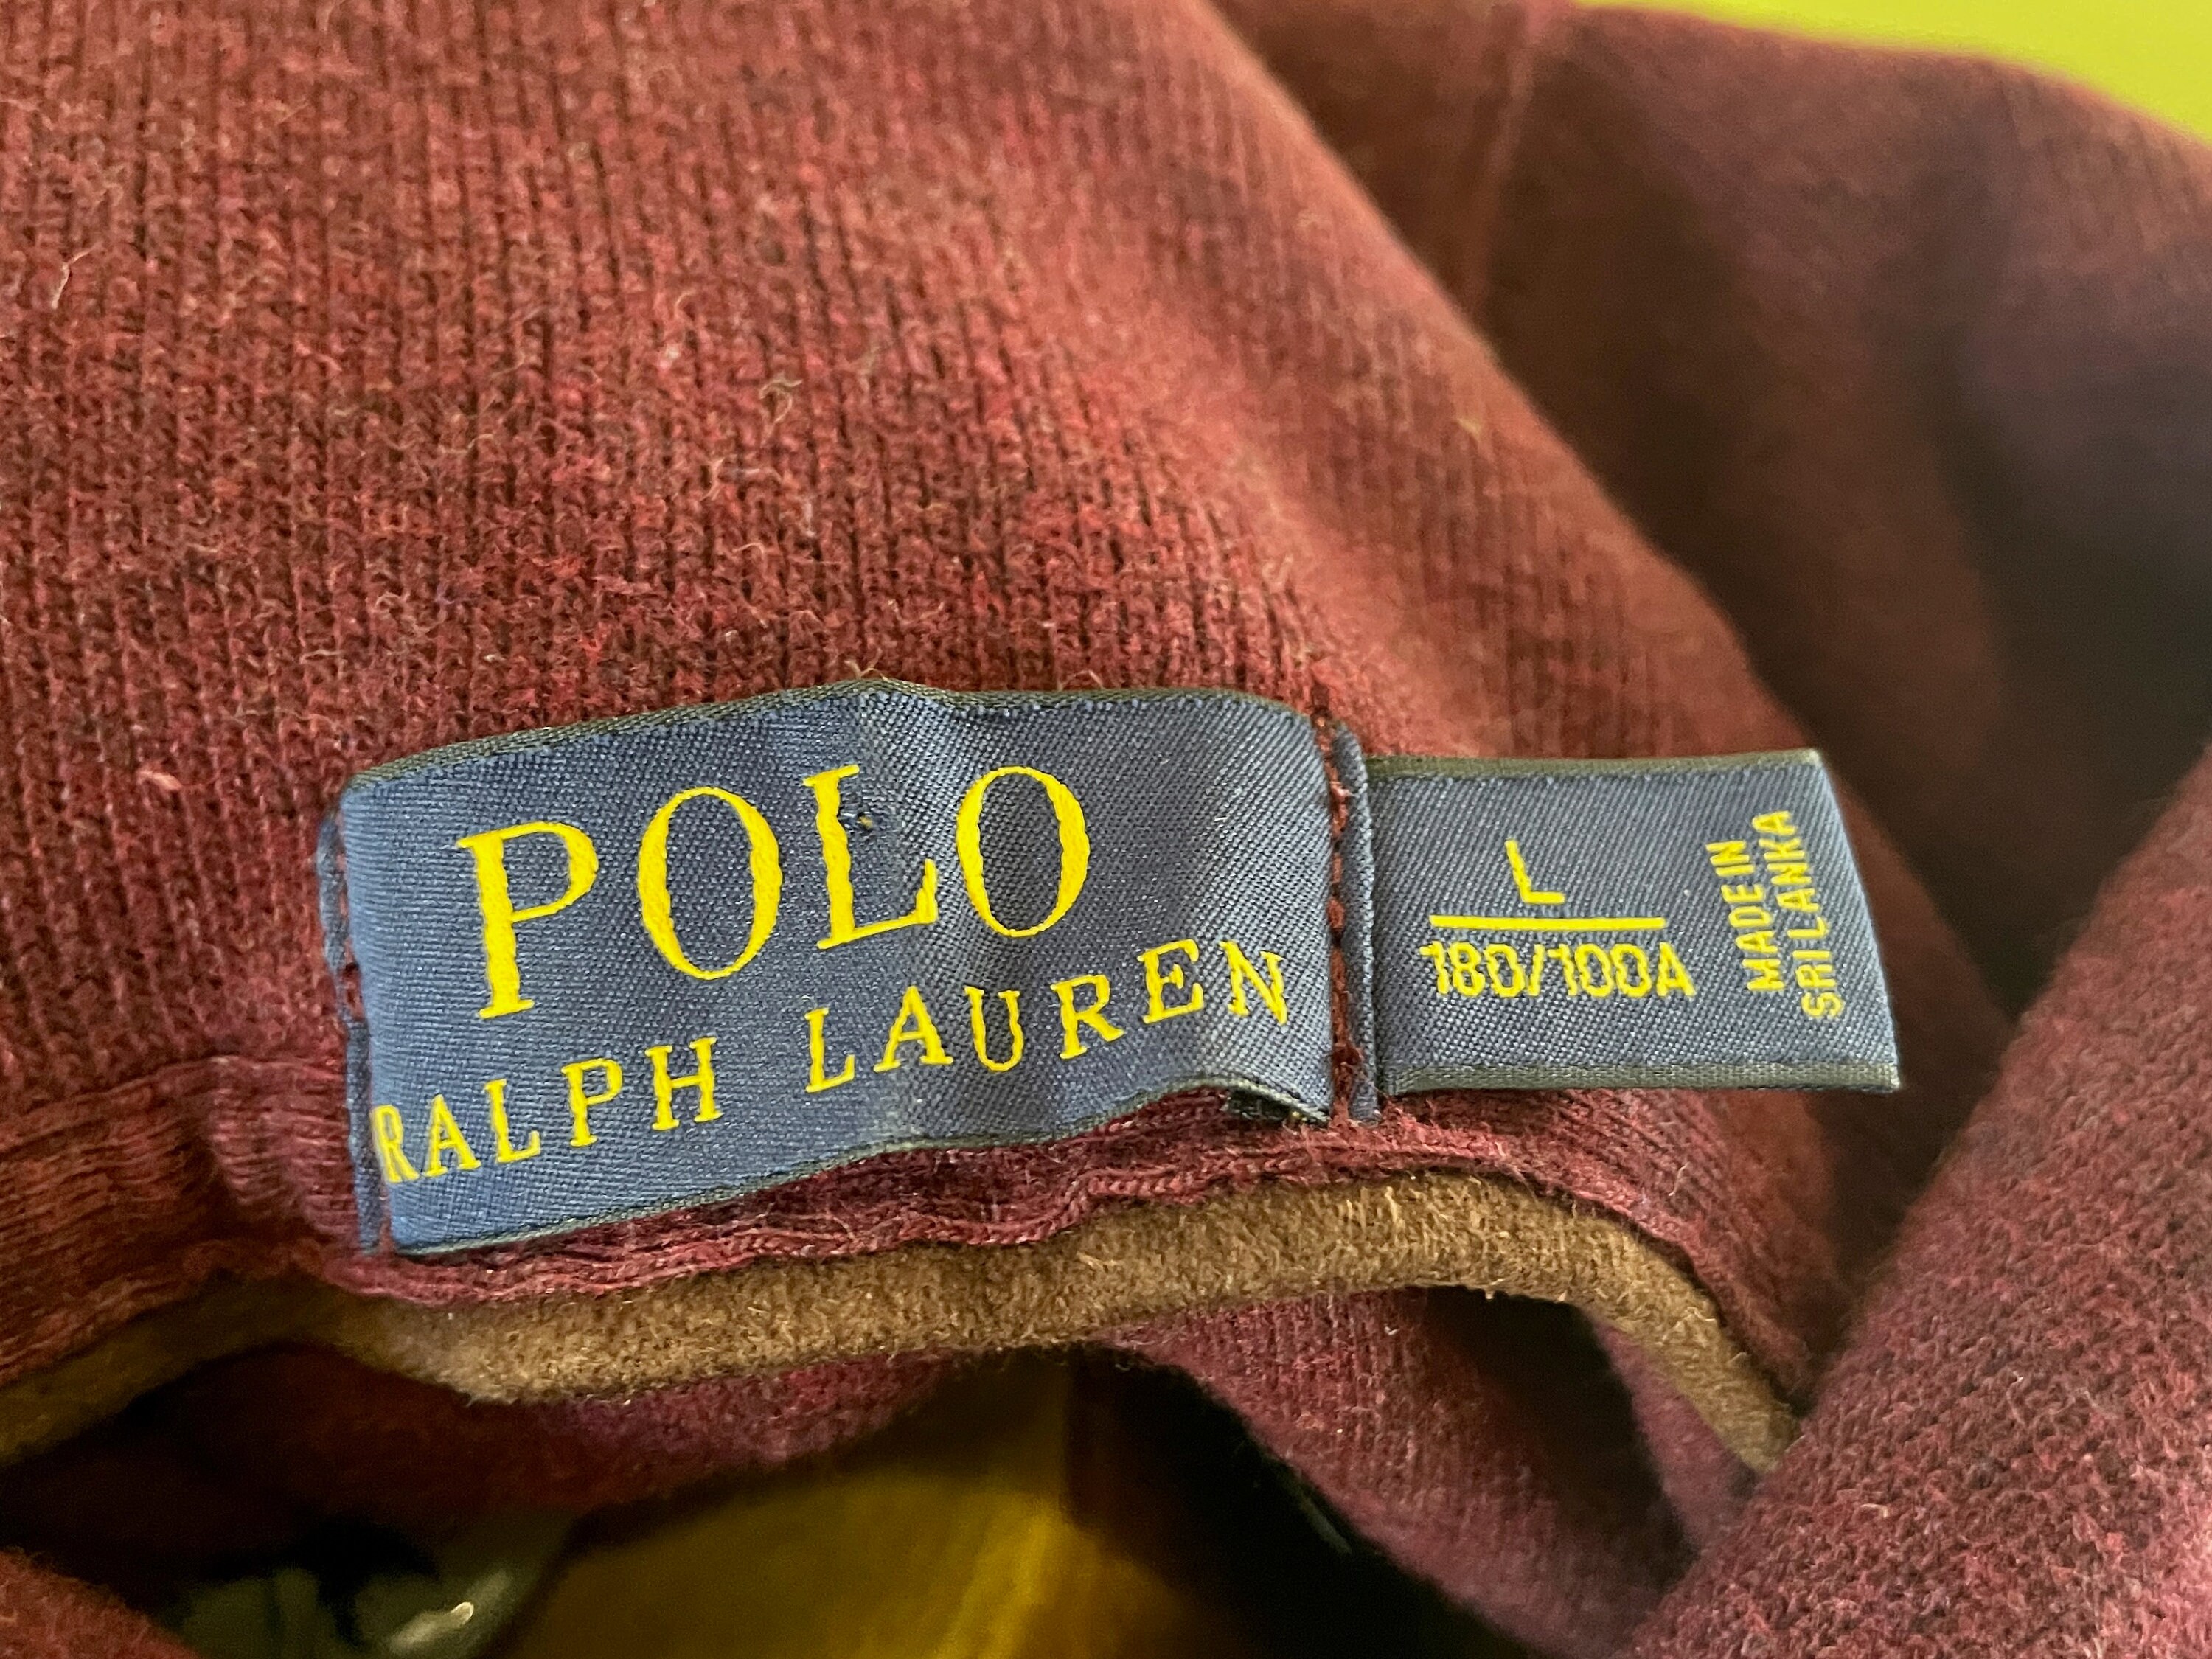 POLO
RALPH LAUREN
L
180/100A
MADE IN
SRI LANKA